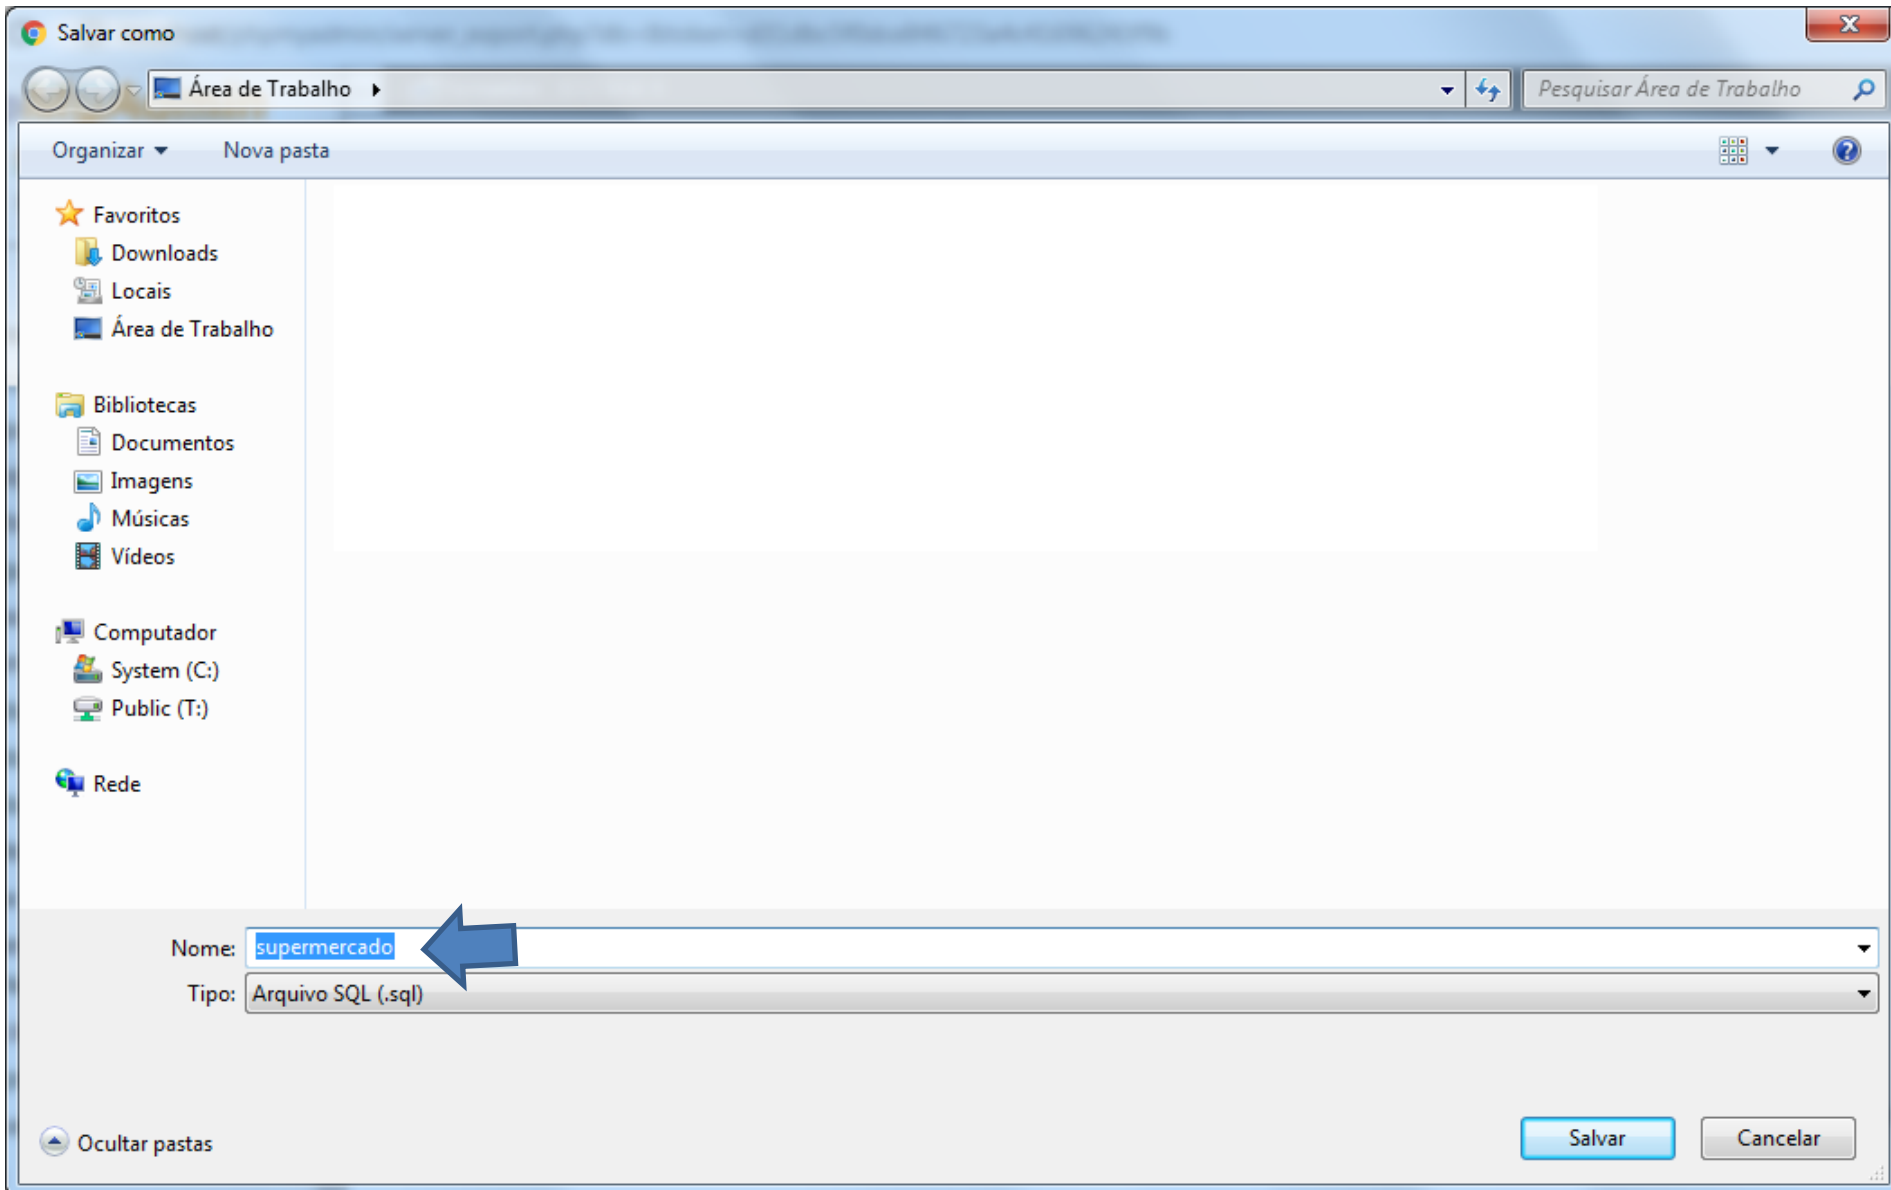 Salvar como
Área de Trabalho
Pesquisar Área de Trabalho
Organizar
Nova pasta
Favoritos
Downloads
Locais
Área de Trabalho
Bibliotecas
Documentos
Imagens
Músicas
Vídeos
Computador
System (C:)
Public (T:)
Rede
Nome: supermercado
Tipo: Arquivo SQL (.sql)
Ocultar pastas
Salvar
Cancelar